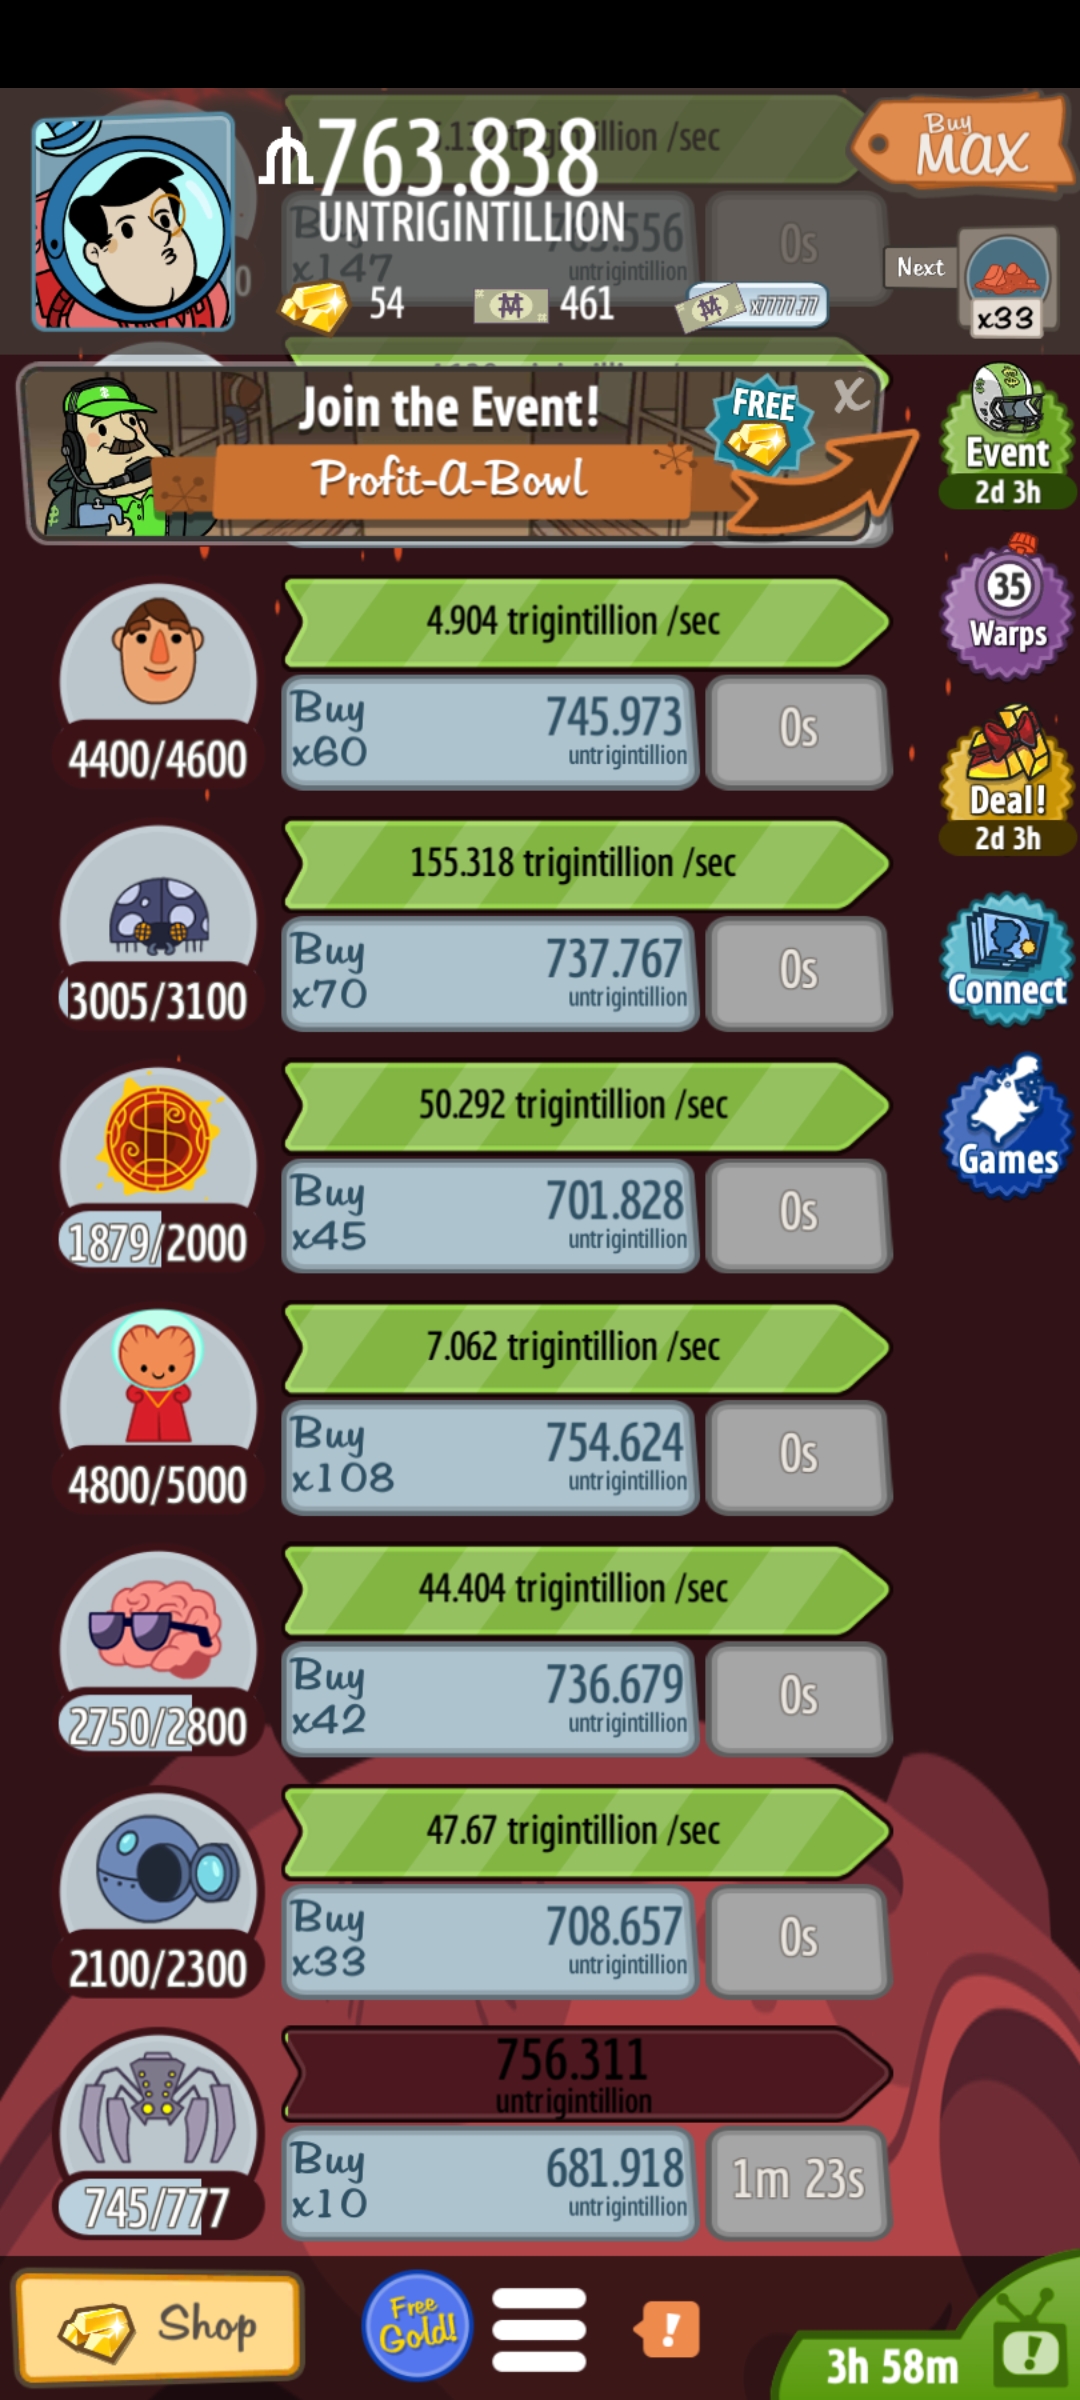 763.838
UNTRIGINTILLION
54
461
x7777.77
Buy
MAX
Next
x33
trigintillion /sec
x147
untrigintillion
0s
Join the Event!
Profit-A-Bowl
FREE
X
Event
2d 3h
35
Warps
Deal!
2d 3h
Connect
Games
4.904 trigintillion /sec
4400/4600
Buy
x60
745.973
untrigintillion
0s
155.318 trigintillion /sec
3005/3100
Buy
x70
737.767
untrigintillion
0s
50.292 trigintillion /sec
1879/2000
Buy
x45
701.828
untrigintillion
0s
7.062 trigintillion /sec
4800/5000
Buy
x108
754.624
untrigintillion
0s
44.404 trigintillion /sec
2750/2800
Buy
x42
736.679
untrigintillion
0s
47.67 trigintillion /sec
2100/2300
Buy
x33
708.657
untrigintillion
0s
756.311
untrigintillion
745/777
Buy
x10
681.918
untrigintillion
1m 23s
Shop
Free
Gold!
!
3h 58m
!